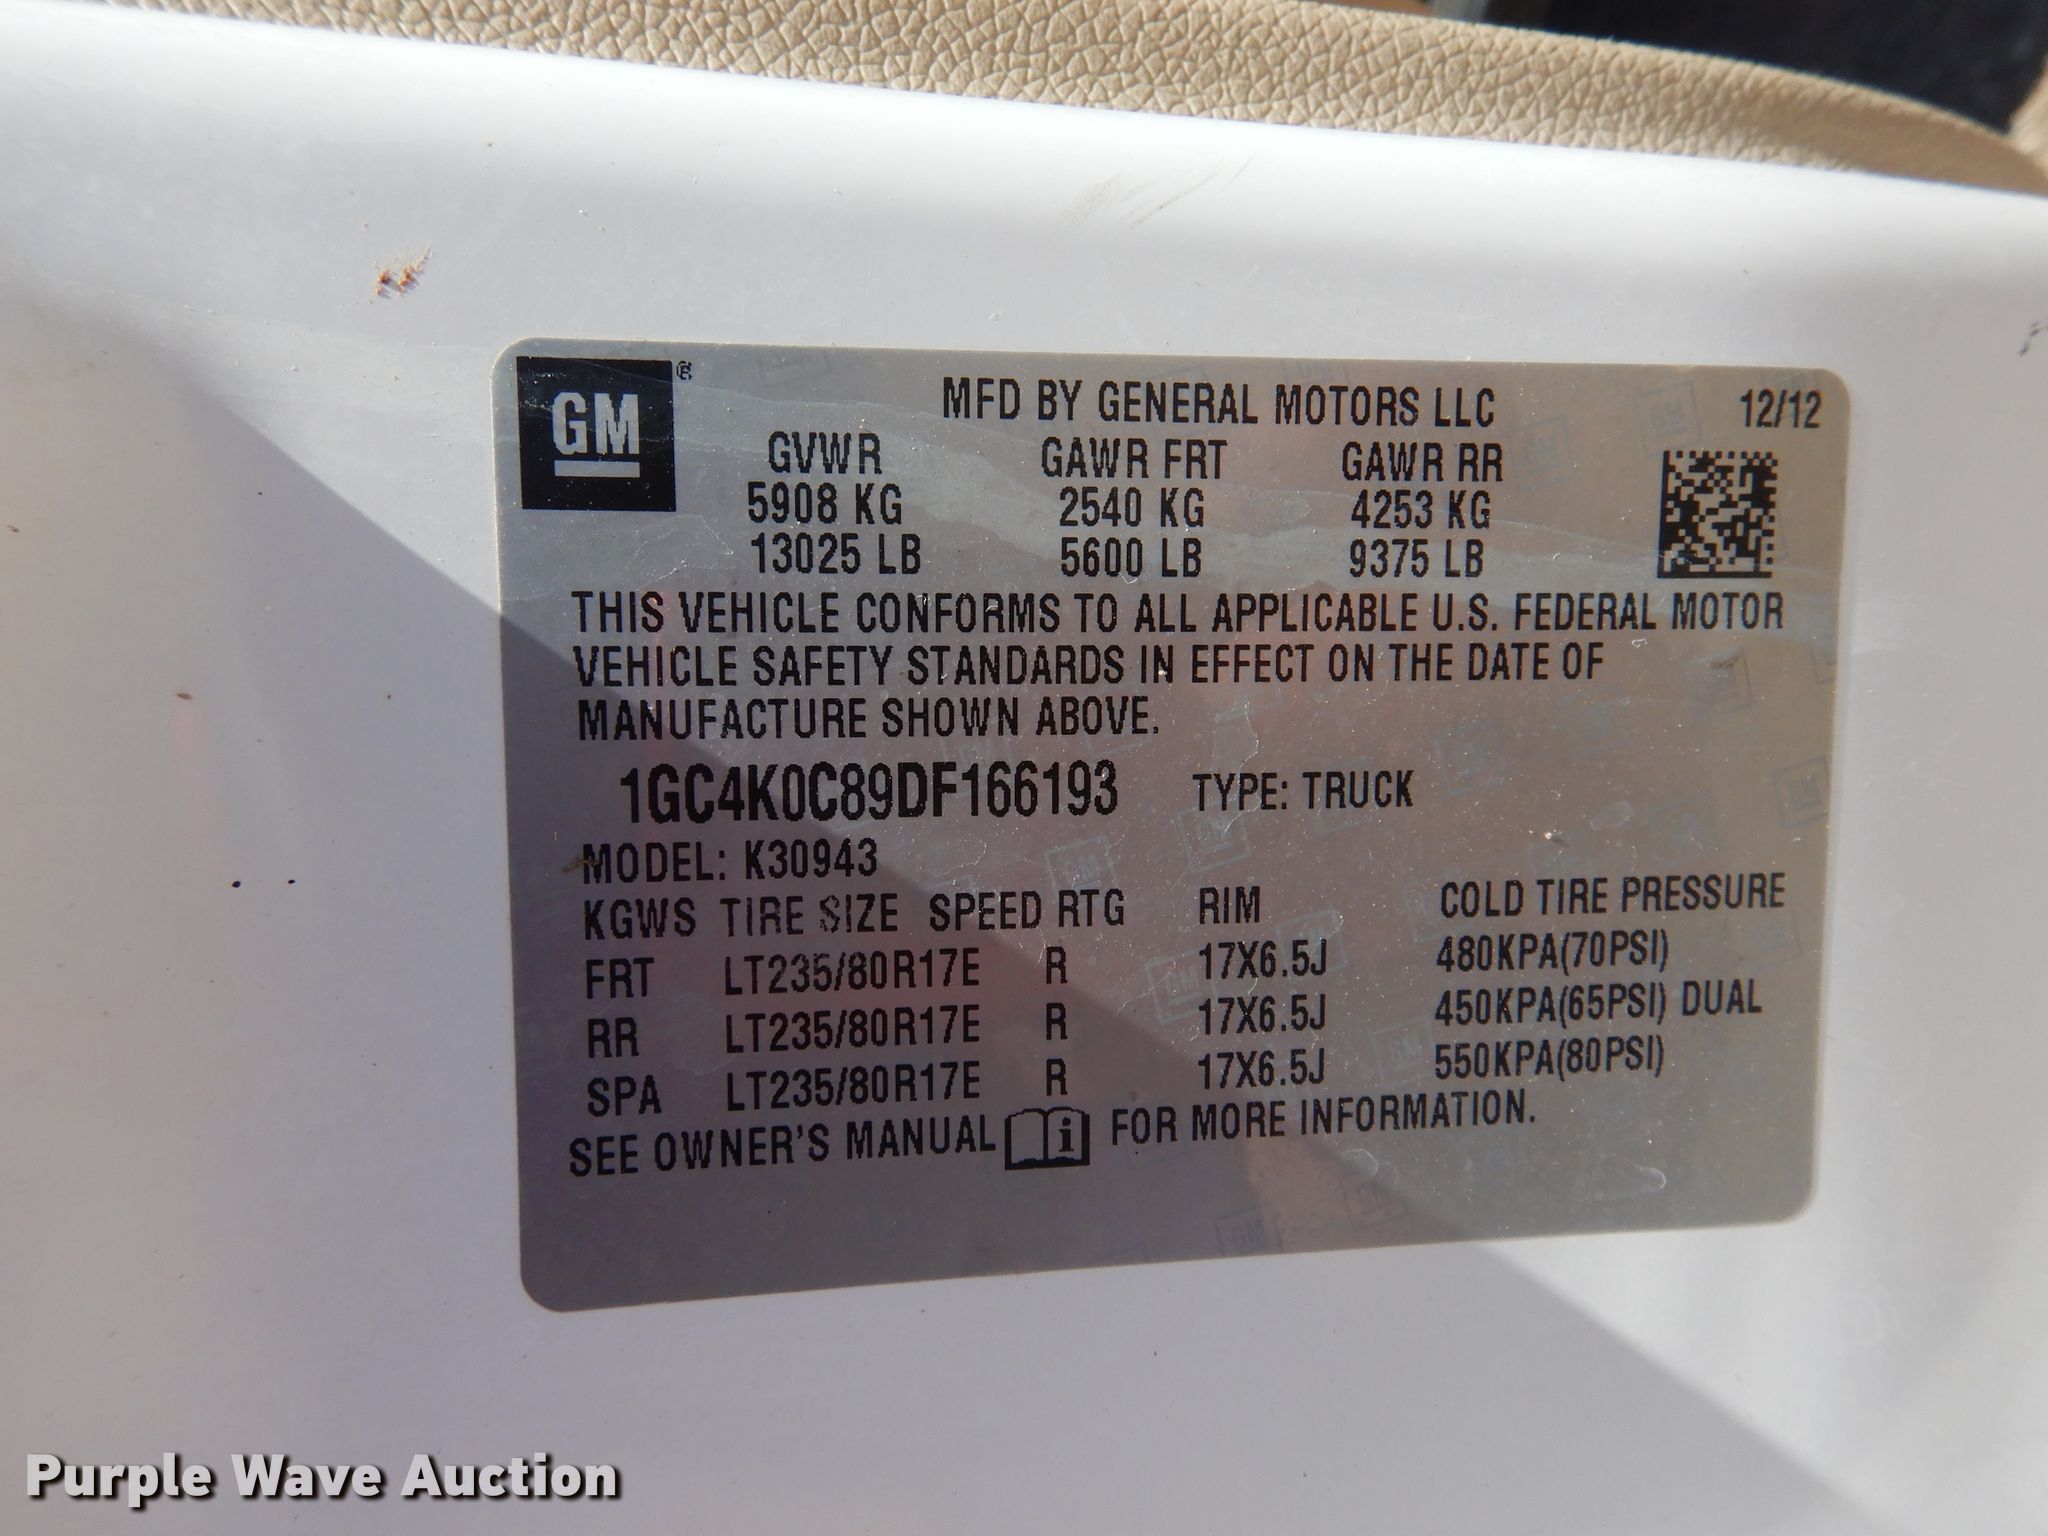 GM ®
MFD BY GENERAL MOTORS LLC 12/12
GVWR GAWR FRT GAWR RR
5908 KG 2540 KG 4253 KG
13025 LB 5600 LB 9375 LB
THIS VEHICLE CONFORMS TO ALL APPLICABLE U.S. FEDERAL MOTOR
VEHICLE SAFETY STANDARDS IN EFFECT ON THE DATE OF
MANUFACTURE SHOWN ABOVE.
1GC4K0C89DF166193 TYPE: TRUCK
MODEL: K30943
KGWS TIRE SIZE SPEED RTG RIM COLD TIRE PRESSURE
FRT LT235/80R17E R 17X6.5J 480KPA(70PSI)
RR LT235/80R17E R 17X6.5J 450KPA(65PSI) DUAL
SPA LT235/80R17E R 17X6.5J 550KPA(80PSI)
SEE OWNER'S MANUAL i FOR MORE INFORMATION.
Purple Wave Auction